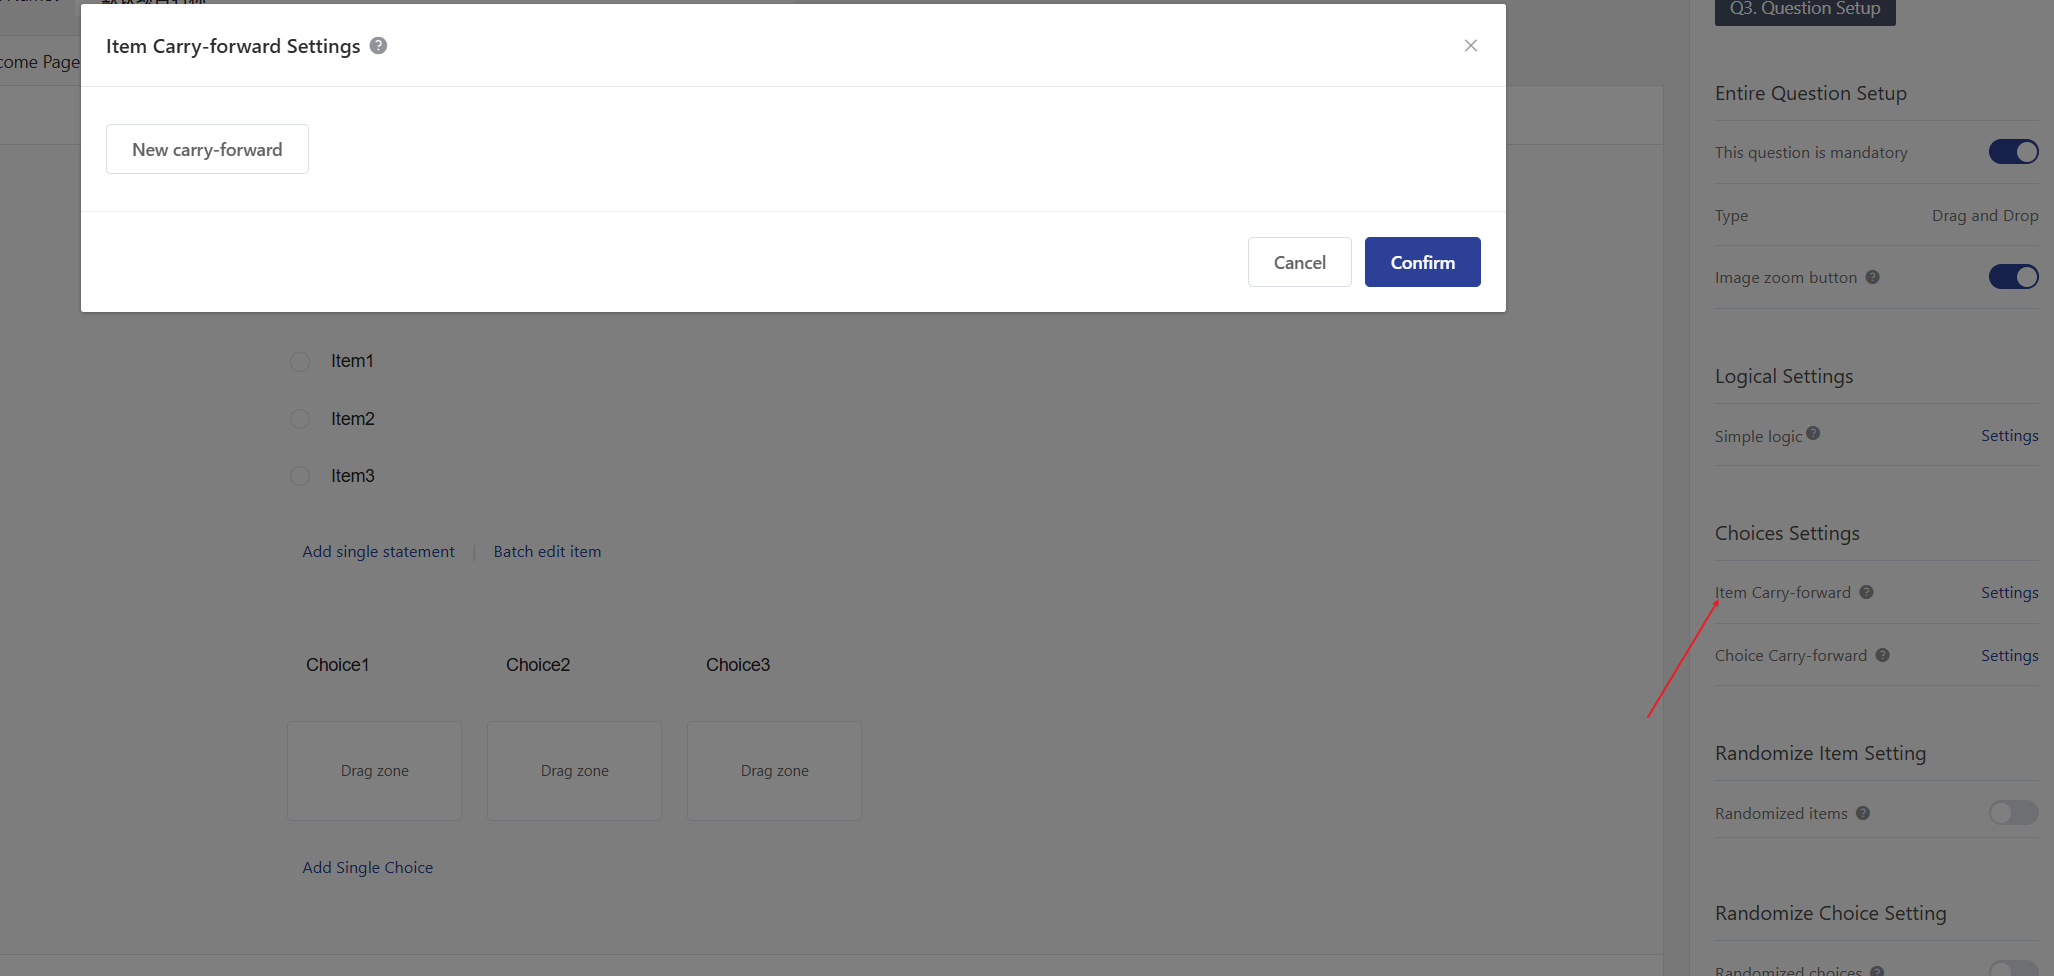 Item Carry-forward Settings
New carry-forward
Cancel
Confirm
come Page
Item1
Item2
Item3
Add single statement
Batch edit item
Choice1
Choice2
Choice3
Drag zone
Drag zone
Drag zone
Add Single Choice
Q3. Question Setup
Entire Question Setup
This question is mandatory
Type
Drag and Drop
Image zoom button
Logical Settings
Simple logic
Settings
Choices Settings
Item Carry-forward
Settings
Choice Carry-forward
Settings
Randomize Item Setting
Randomized items
Randomize Choice Setting
Randomized choices